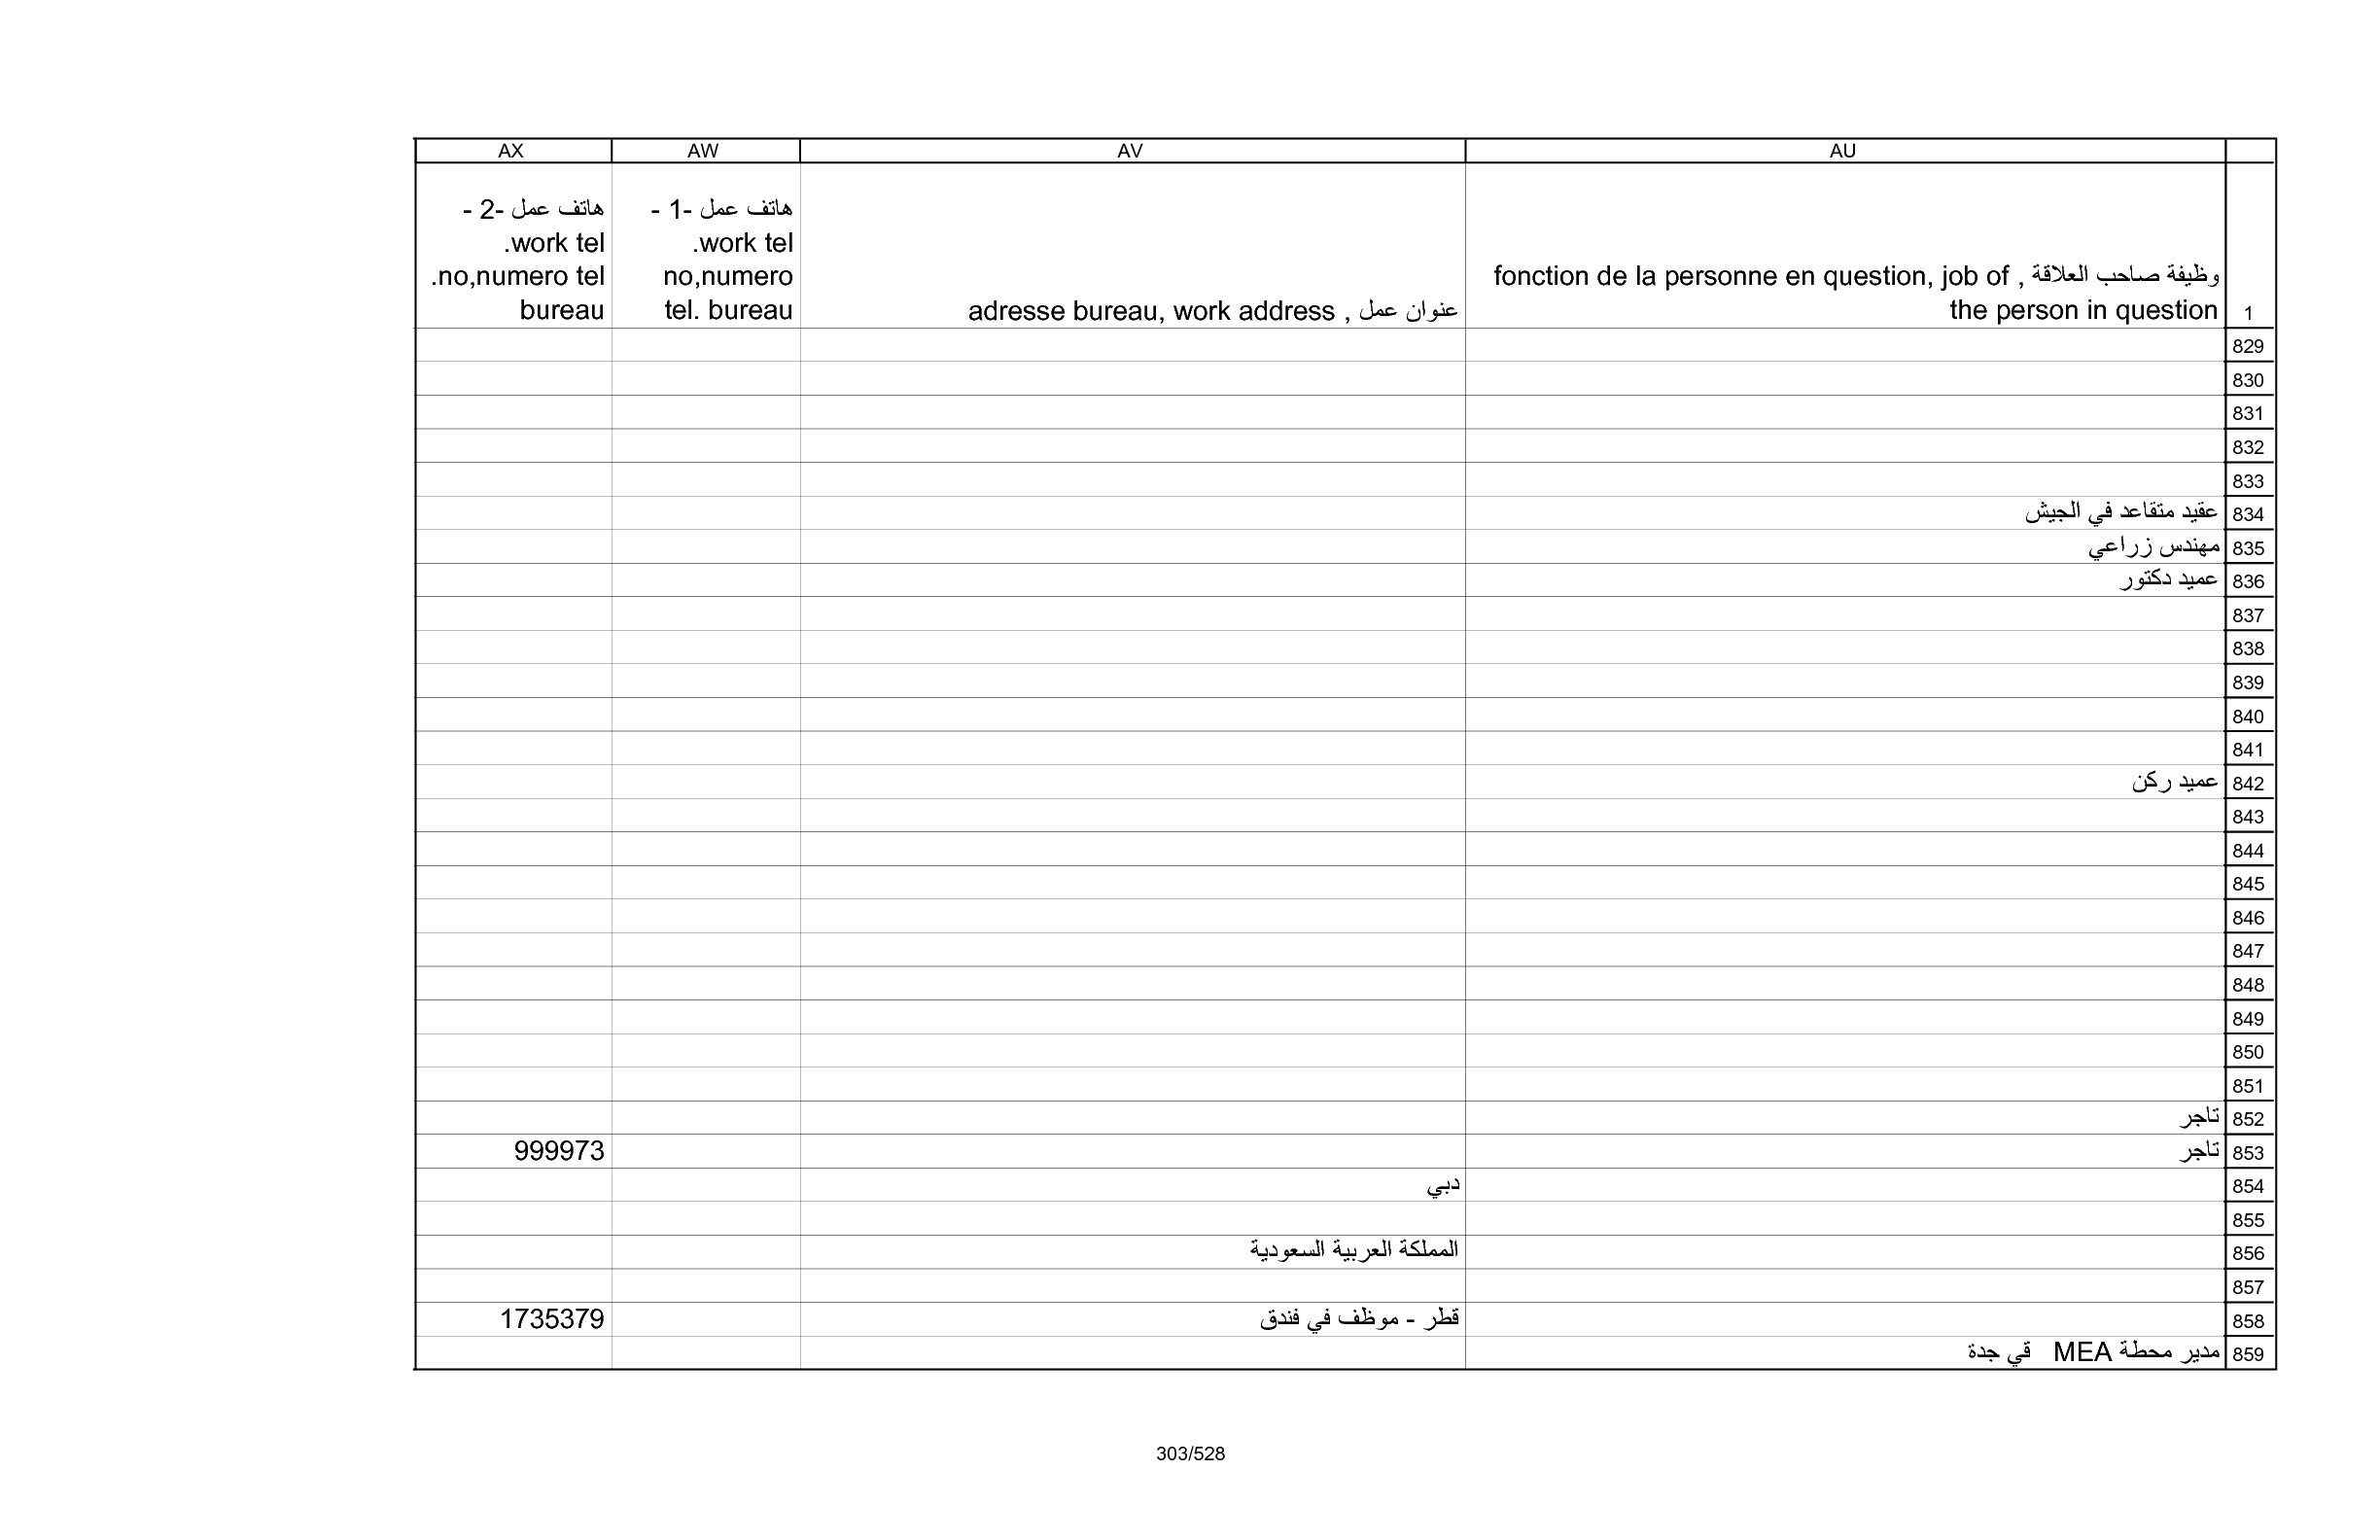 AU AV AW AX
1
وظيفة صاحب العلاقة , fonction de la personne en question, job of
the person in question
عنوان عمل , adresse bureau, work address
هاتف عمل -1 -
work tel.
no,numero
tel. bureau
هاتف عمل -2 -
work tel.
no,numero tel.
bureau
829
830
831
832
833
834 عقيد متقاعد في الجيش
835 مهندس زراعي
836 عميد دكتور
837
838
839
840
841
842 عميد ركن
843
844
845
846
847
848
849
850
851
852 تاجر
853 تاجر 999973
854 دبي
855
856 المملكة العربية السعودية
857
858 قطر - موظف في فندق 1735379
859 مدير محطة MEA قي جدة
303/528